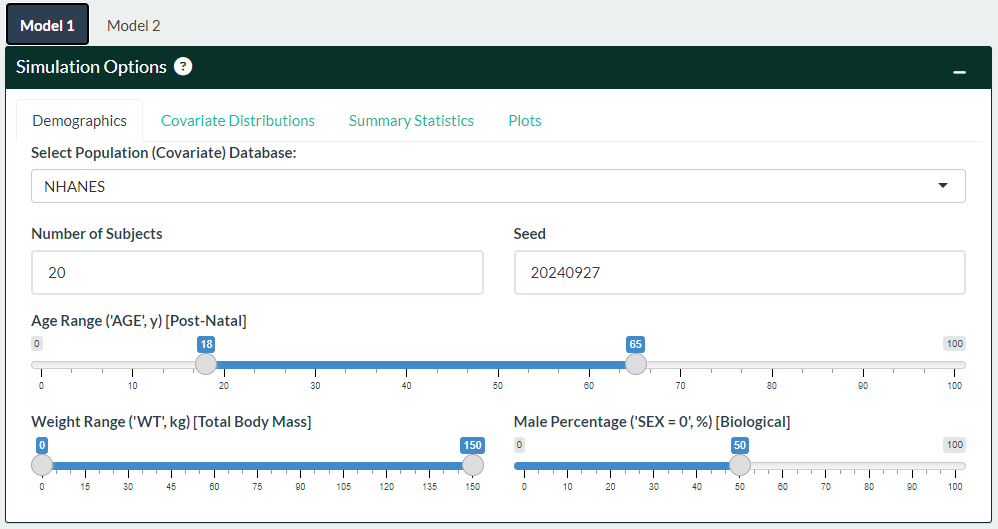 Model 1 Model 2
Simulation Options ?
Demographics Covariate Distributions Summary Statistics Plots
Select Population (Covariate) Database:
NHANES
Number of Subjects Seed
20 20240927
Age Range ('AGE', y) [Post-Natal]
0 18 65 100
0 10 20 30 40 50 60 70 80 90 100
Weight Range ('WT', kg) [Total Body Mass] Male Percentage ('SEX = 0', %) [Biological]
0 150 0 50 100
0 15 30 45 60 75 90 105 120 135 150 0 10 20 30 40 50 60 70 80 90 100